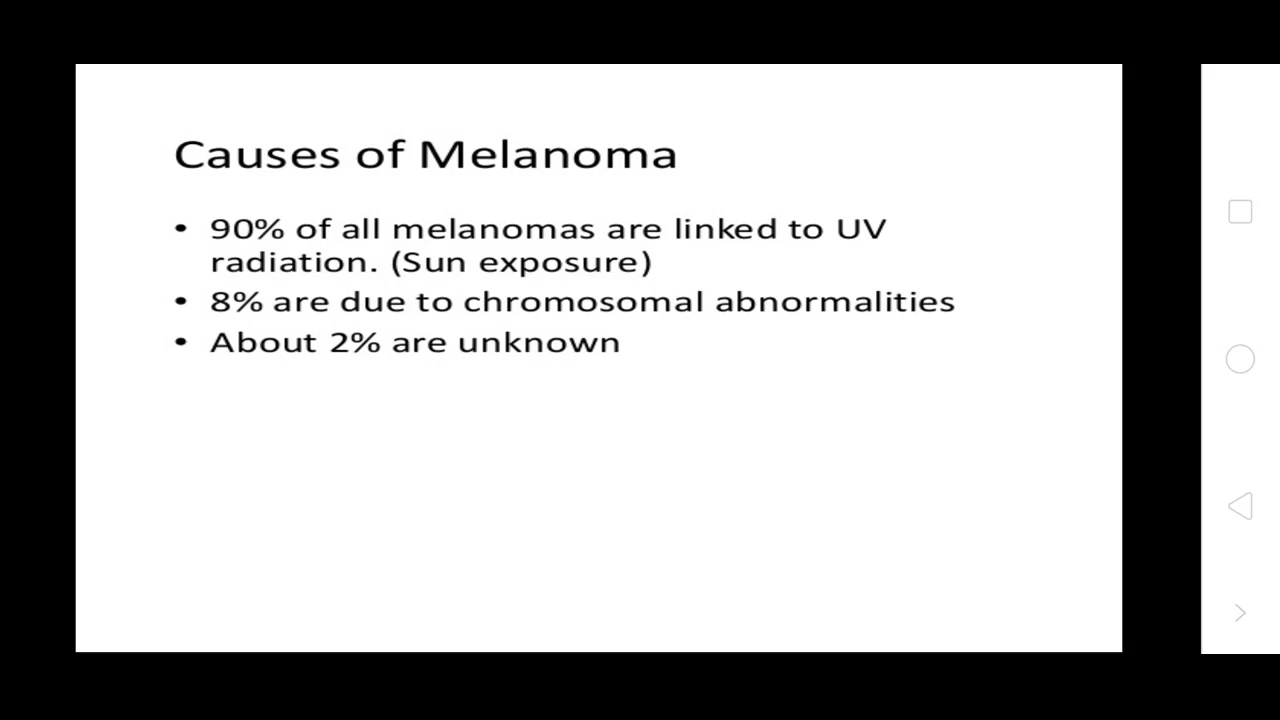 Causes of Melanoma
• 90% of all melanomas are linked to UV
radiation. (Sun exposure)
• 8% are due to chromosomal abnormalities
• About 2% are unknown